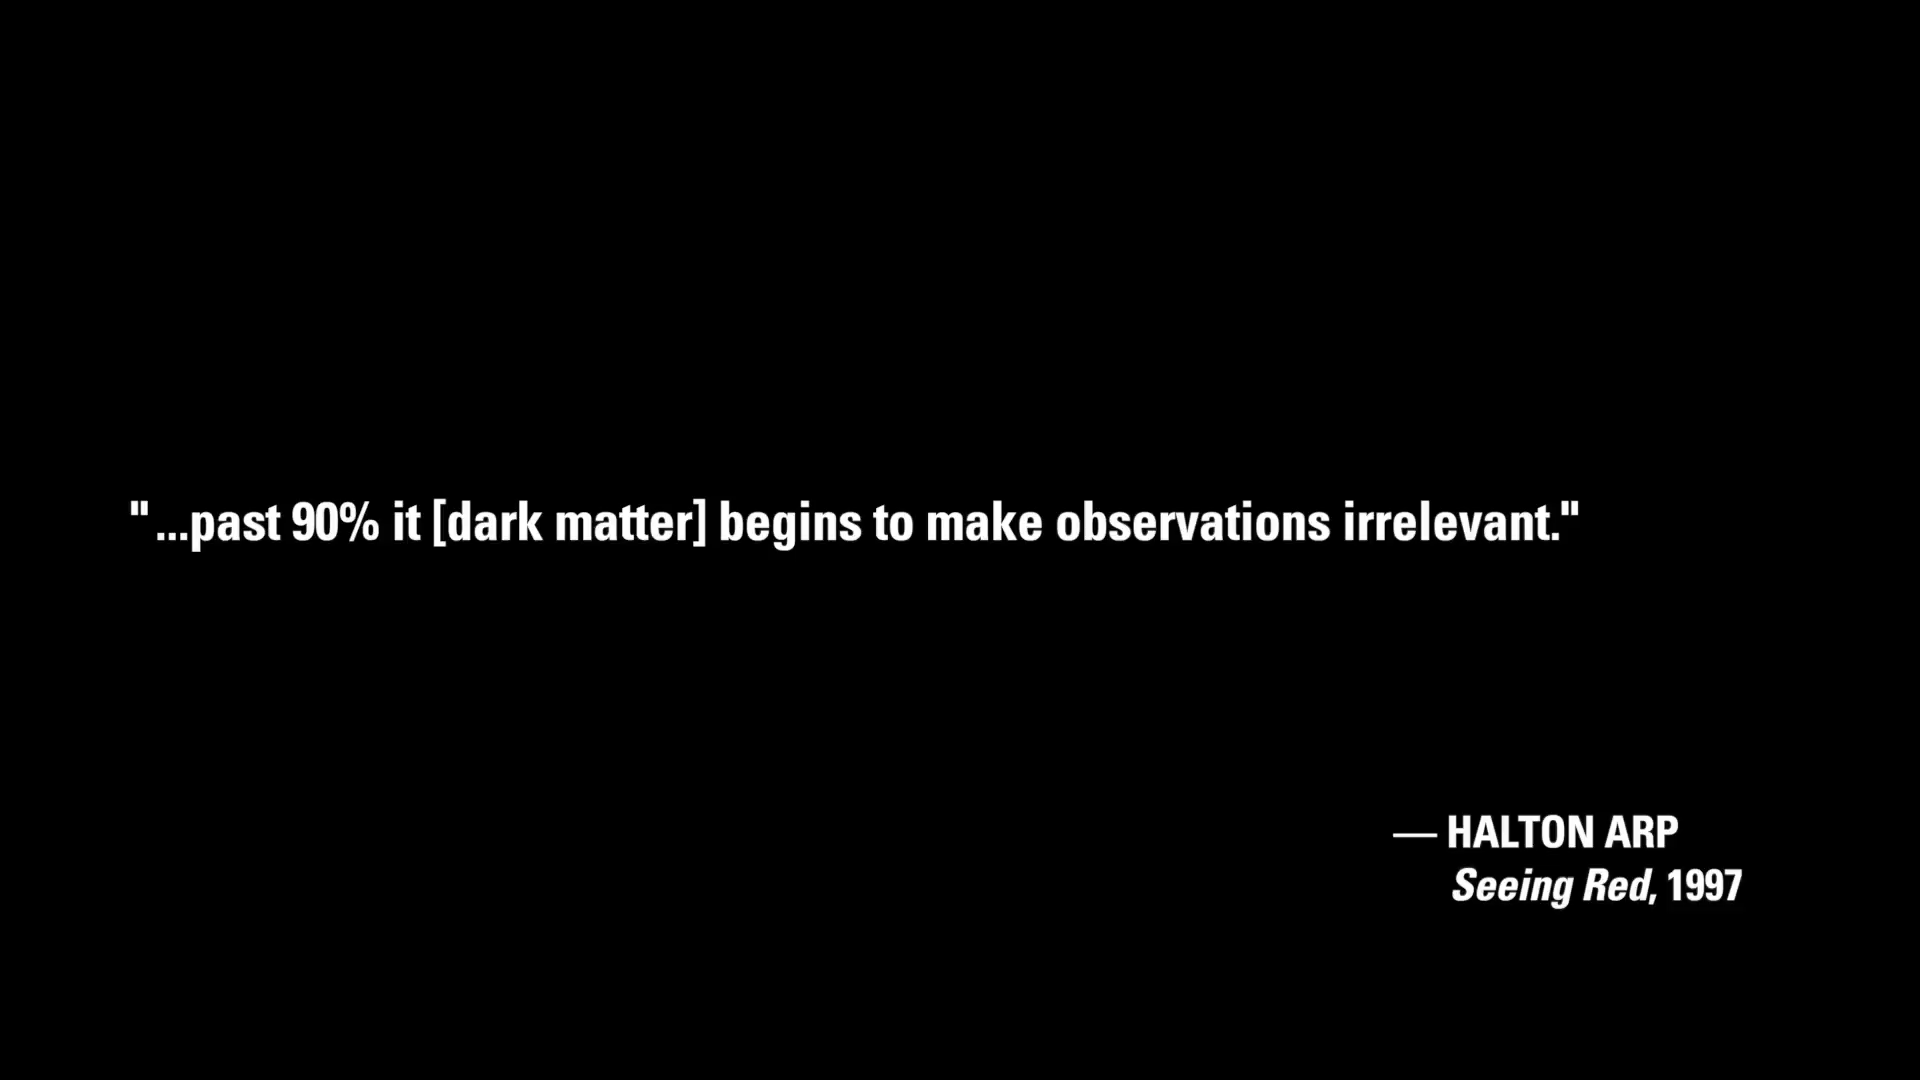 "...past 90% it [dark matter] begins to make observations irrelevant."
— HALTON ARP
Seeing Red, 1997